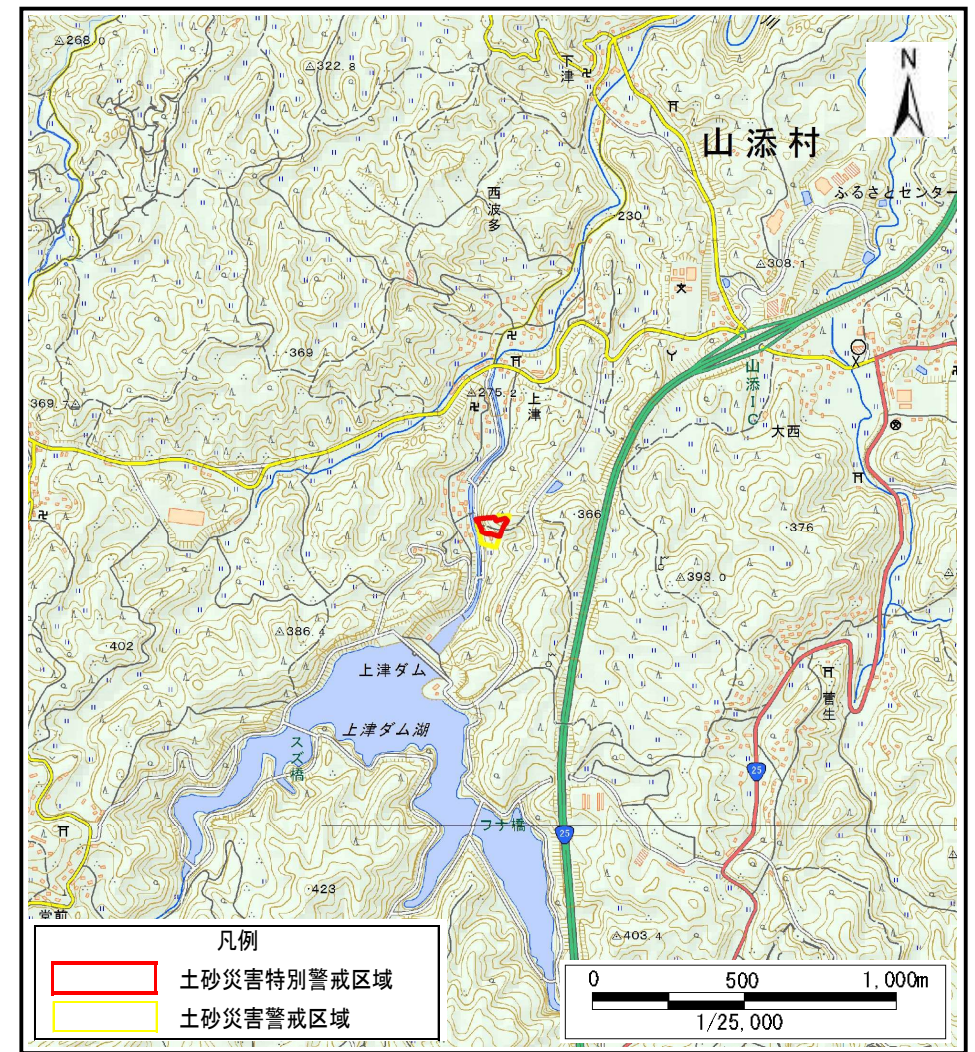 268.0
322.8
下津
N
山添村
ふるさとセンター
西波多
230
308.1
369
369.7
275.2
上津
山添IC
大西
366
376
393.0
402
386.4
上津ダム
上津ダム湖
スズ橋
菅生
25
フナ橋
25
423
堂前
403.4
凡例
土砂災害特別警戒区域
土砂災害警戒区域
0 500 1,000m
1/25,000